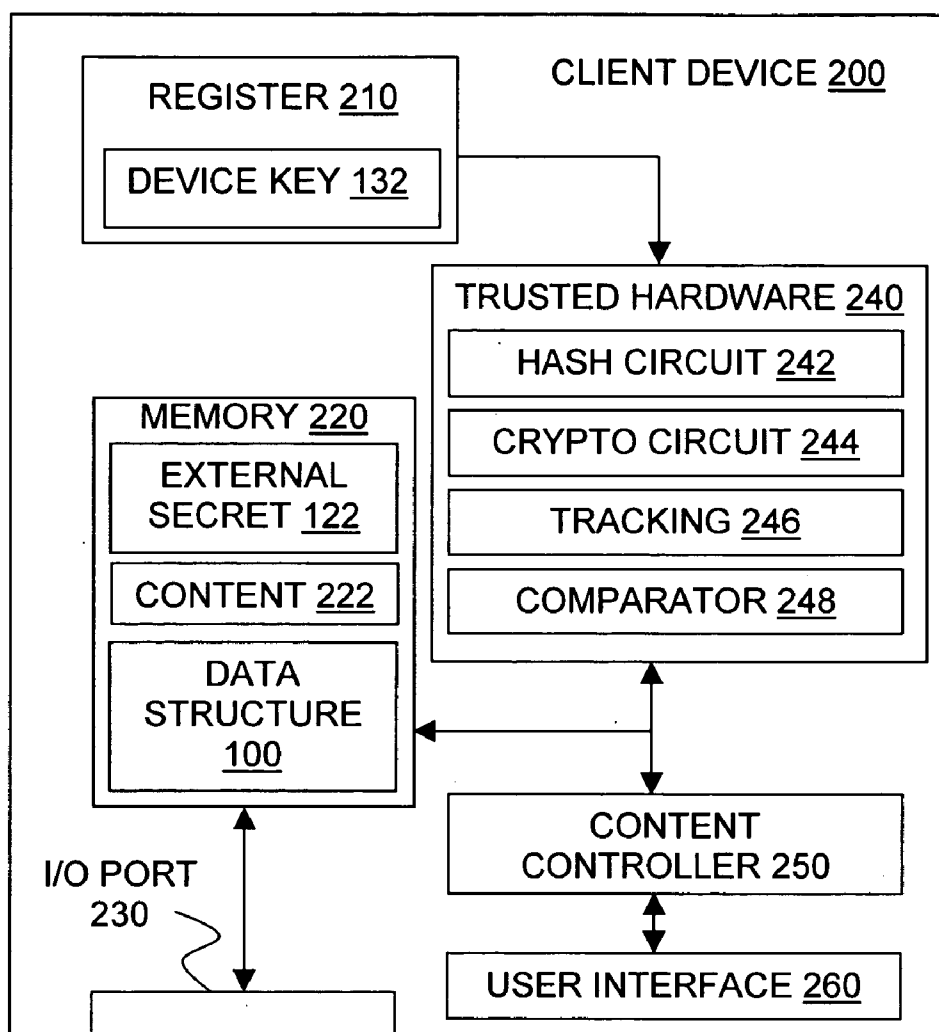 CLIENT DEVICE 200
REGISTER 210
DEVICE KEY 132
TRUSTED HARDWARE 240
HASH CIRCUIT 242
CRYPTO CIRCUIT 244
TRACKING 246
COMPARATOR 248
MEMORY 220
EXTERNAL
SECRET 122
CONTENT 222
DATA
STRUCTURE
100
CONTENT
CONTROLLER 250
I/O PORT
230
USER INTERFACE 260